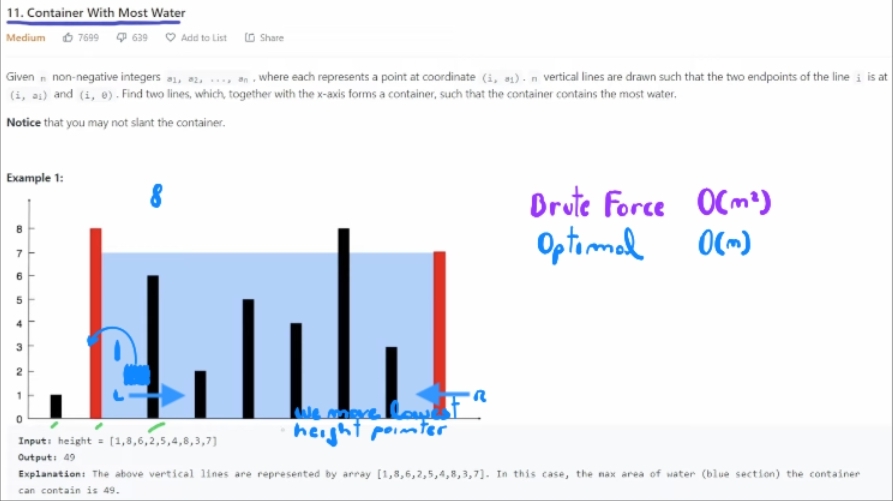 11. Container With Most Water
Medium 7699 639 Add to List Share
Given n non-negative integers a1, a2, ..., an , where each represents a point at coordinate (i, ai). n vertical lines are drawn such that the two endpoints of the line i is at
(i, ai) and (i, 0). Find two lines, which, together with the x-axis forms a container, such that the container contains the most water.
Notice that you may not slant the container.
Example 1:
8
Brute Force O(n²)
Optimal O(n)
8
7
6
5
4
3
2
1
0
L
R
We move lowest
height pointer
Input: height = [1,8,6,2,5,4,8,3,7]
Output: 49
Explanation: The above vertical lines are represented by array [1,8,6,2,5,4,8,3,7]. In this case, the max area of water (blue section) the container
can contain is 49.